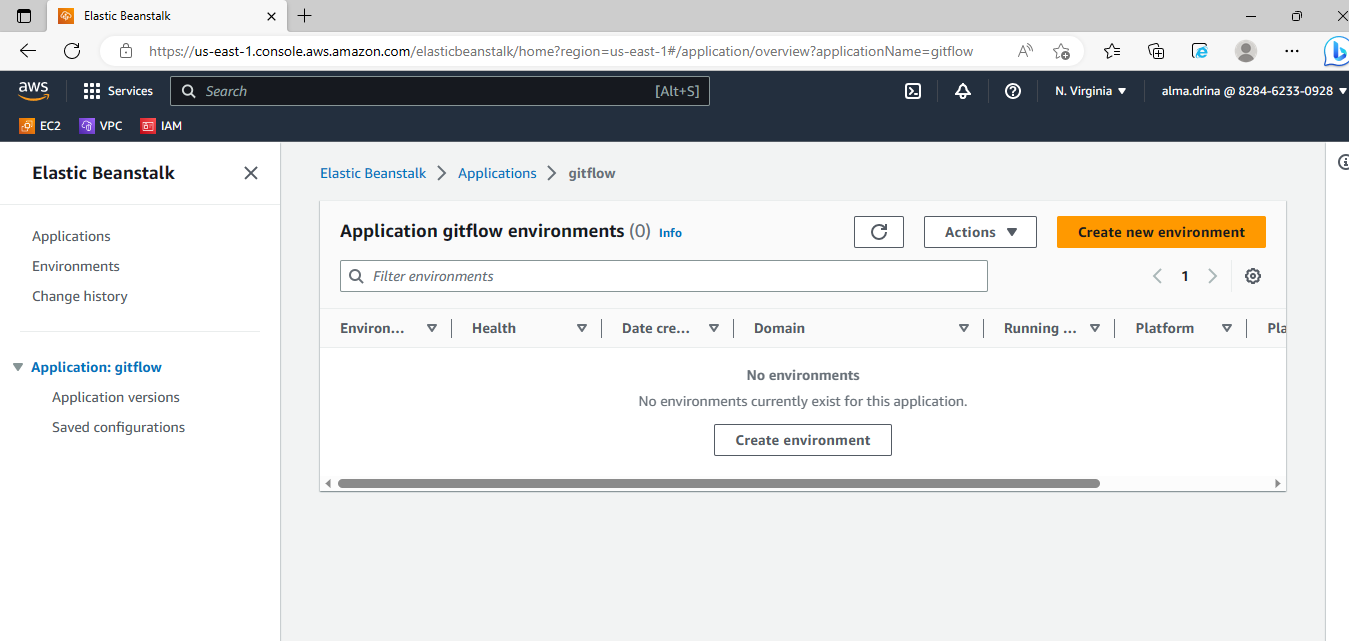 Elastic Beanstalk
https://us-east-1.console.aws.amazon.com/elasticbeanstalk/home?region=us-east-1#/application/overview?applicationName=gitflow
aws Services Search [Alt+S] N. Virginia alma.drina @ 8284-6233-0928
EC2 VPC IAM
Elastic Beanstalk
Applications
Environments
Change history
Application: gitflow
Application versions
Saved configurations
Elastic Beanstalk Applications gitflow
Application gitflow environments (0) Info Actions Create new environment
Filter environments 1
Environ... Health Date cre... Domain Running ... Platform Pla
No environments
No environments currently exist for this application.
Create environment